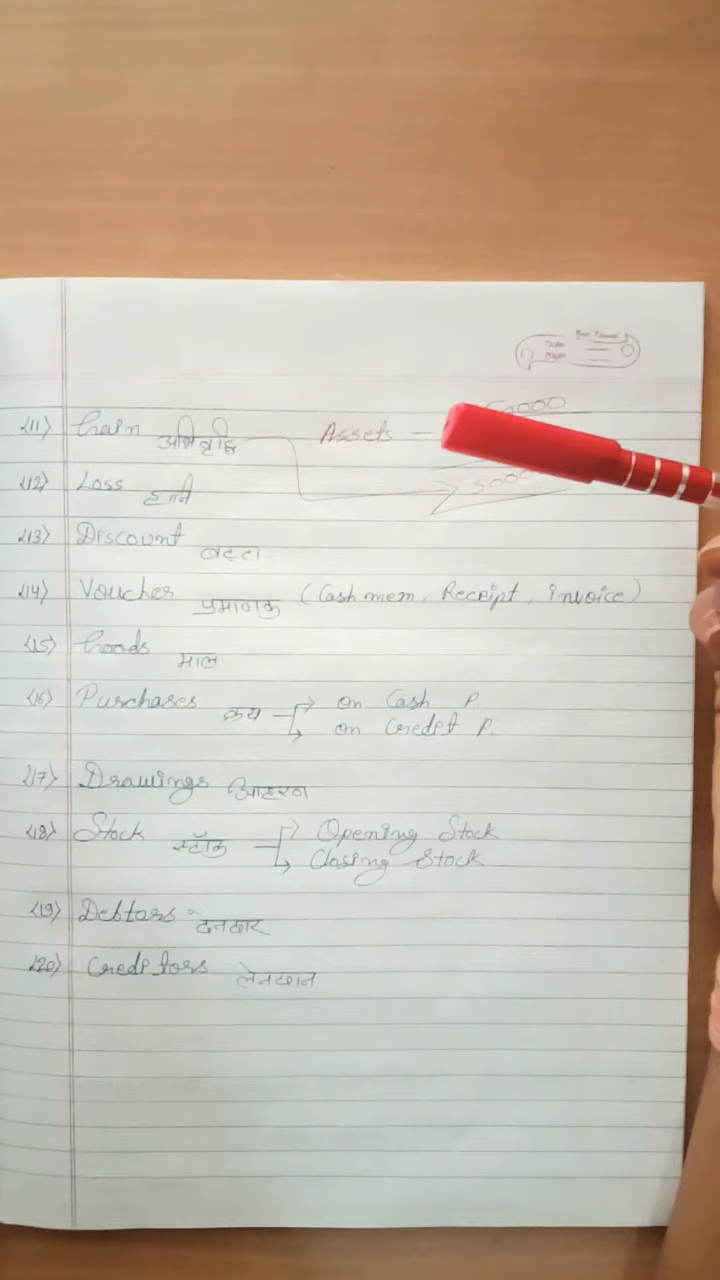 <11> Gain अभिवृद्धि Assets –
5000
<12> Loss हानि
<13> Discount बट्टा
<14> Voucher प्रमाणक (Cash mem, Receipt, invoice)
<15> Goods माल
<16> Purchases क्रय on Cash P.
on Credit P.
<17> Drawings आहरण
<18> Stock स्टॉक Opening Stock
Closing Stock
<19> Debtors देनदार
<20> Creditors लेनदान